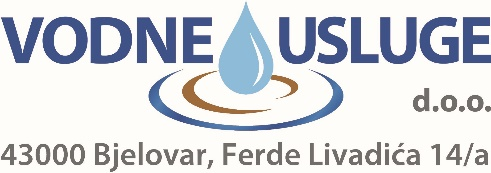 VODNE USLUGE
d.o.o.
43000 Bjelovar, Ferde Livadića 14/a